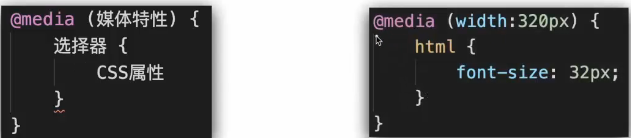 @media (媒体特性) {
选择器 {
CSS属性
}
}
@media (width:320px) {
html {
font-size: 32px;
}
}